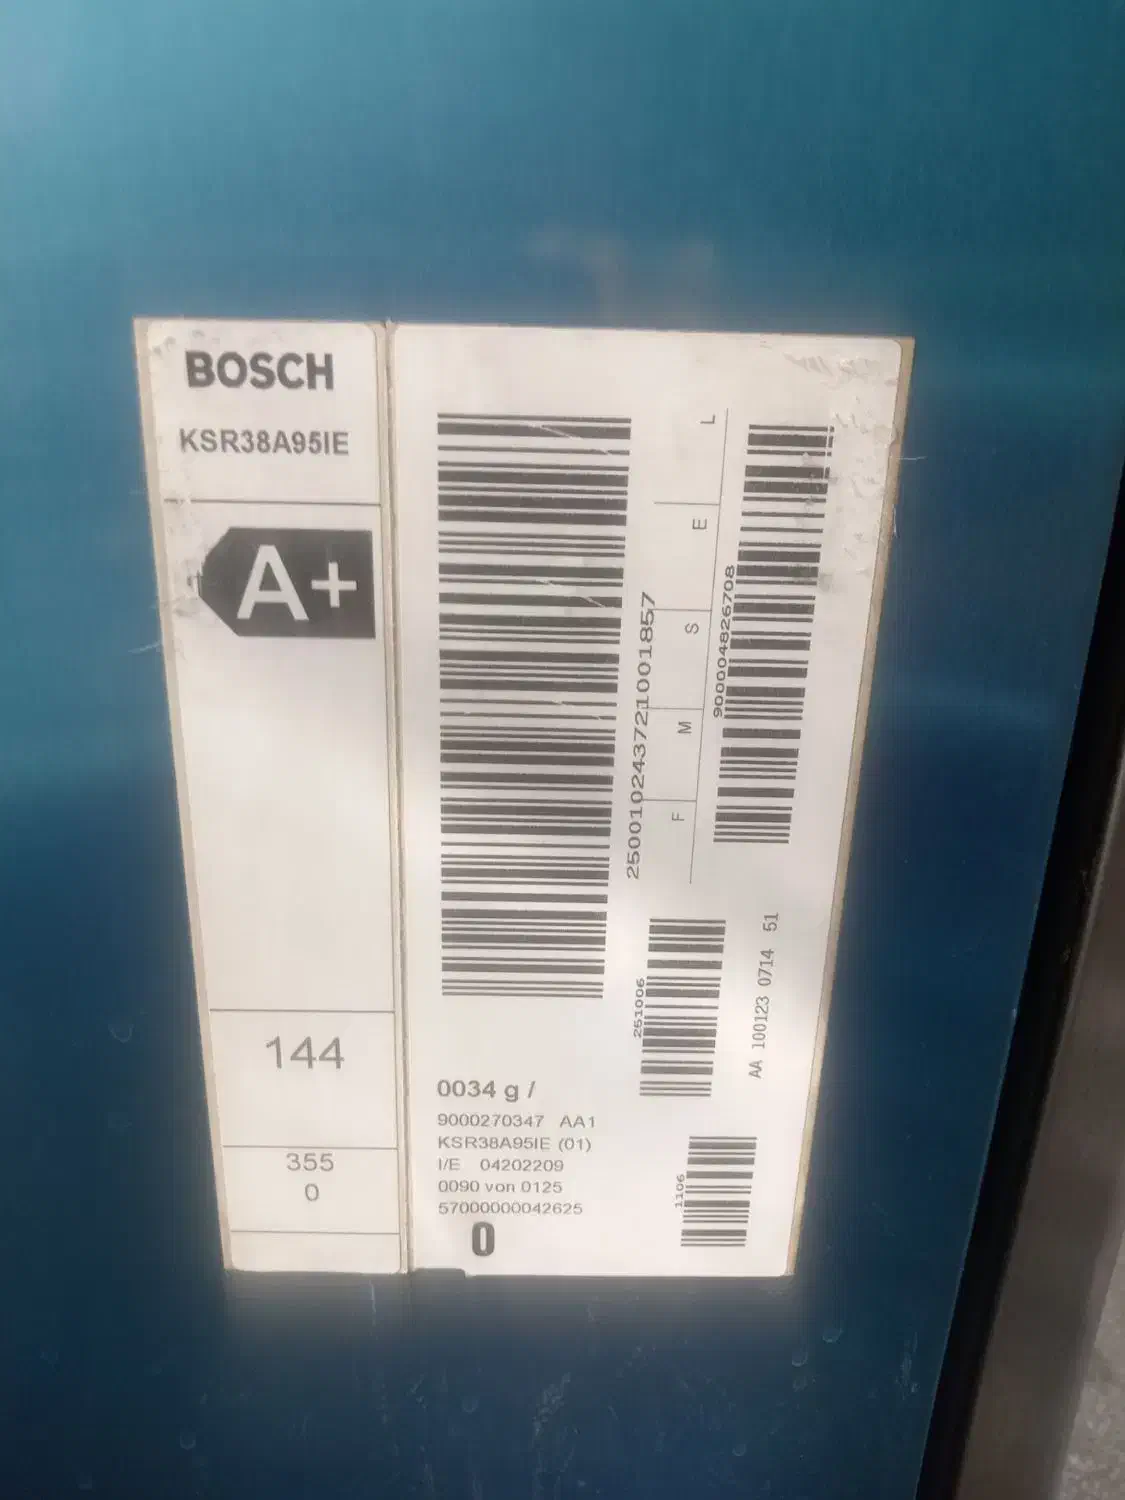 BOSCH
KSR38A95IE
A+
144
355
0
250010243721001857
L
E
S
M
F
900004826708
251006
AA 100123 0714 51
1106
0034 g /
9000270347 AA1
KSR38A95IE (01)
I/E 04202209
0090 von 0125
57000000042625
0